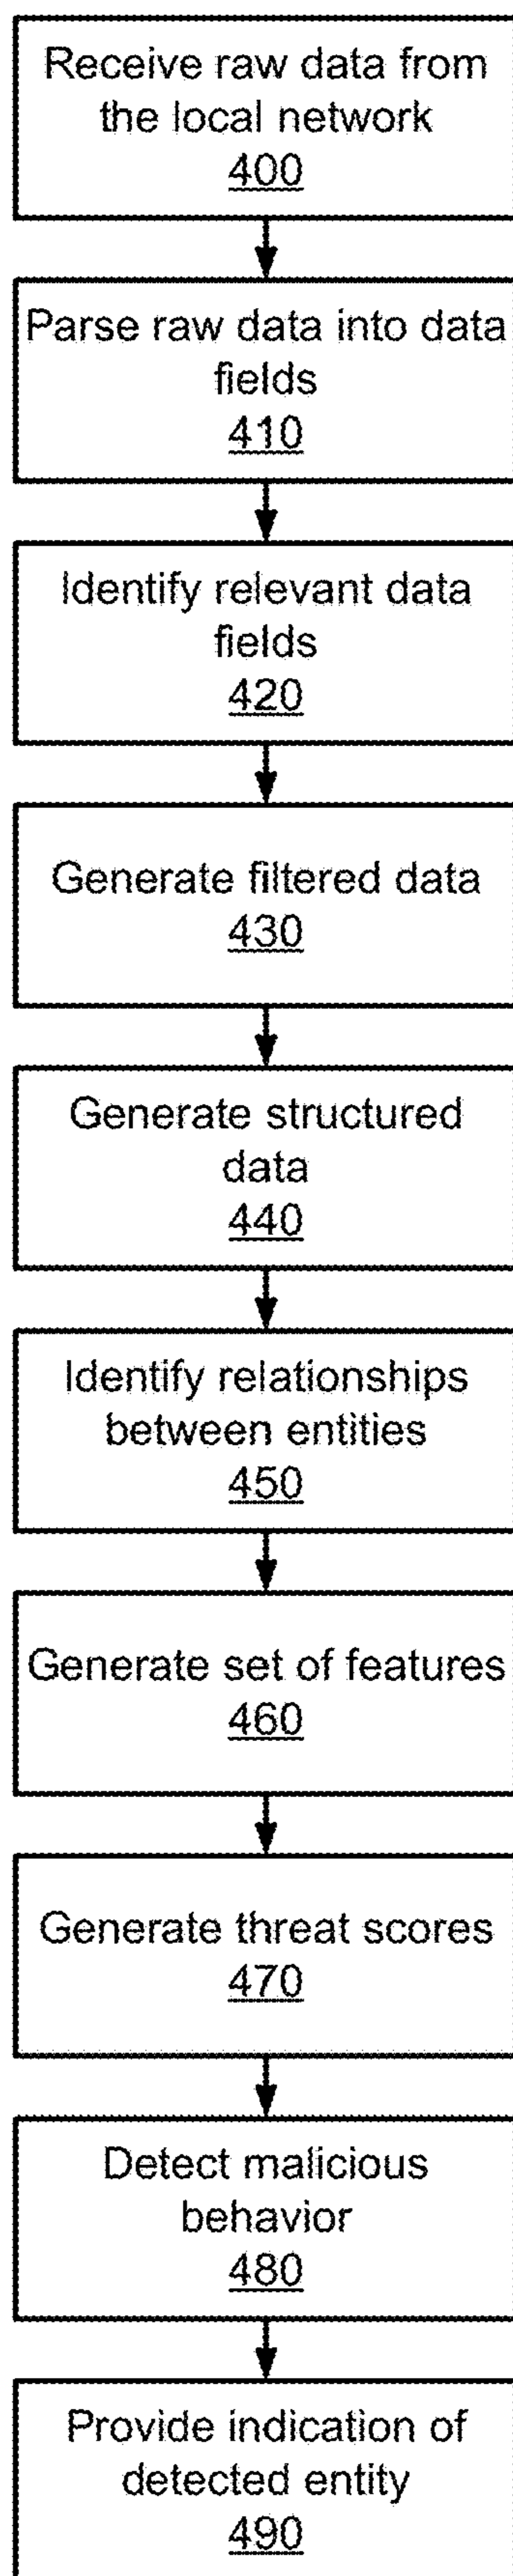 Receive raw data from
the local network
400
Parse raw data into data
fields
410
Identify relevant data
fields
420
Generate filtered data
430
Generate structured
data
440
Identify relationships
between entities
450
Generate set of features
460
Generate threat scores
470
Detect malicious
behavior
480
Provide indication of
detected entity
490